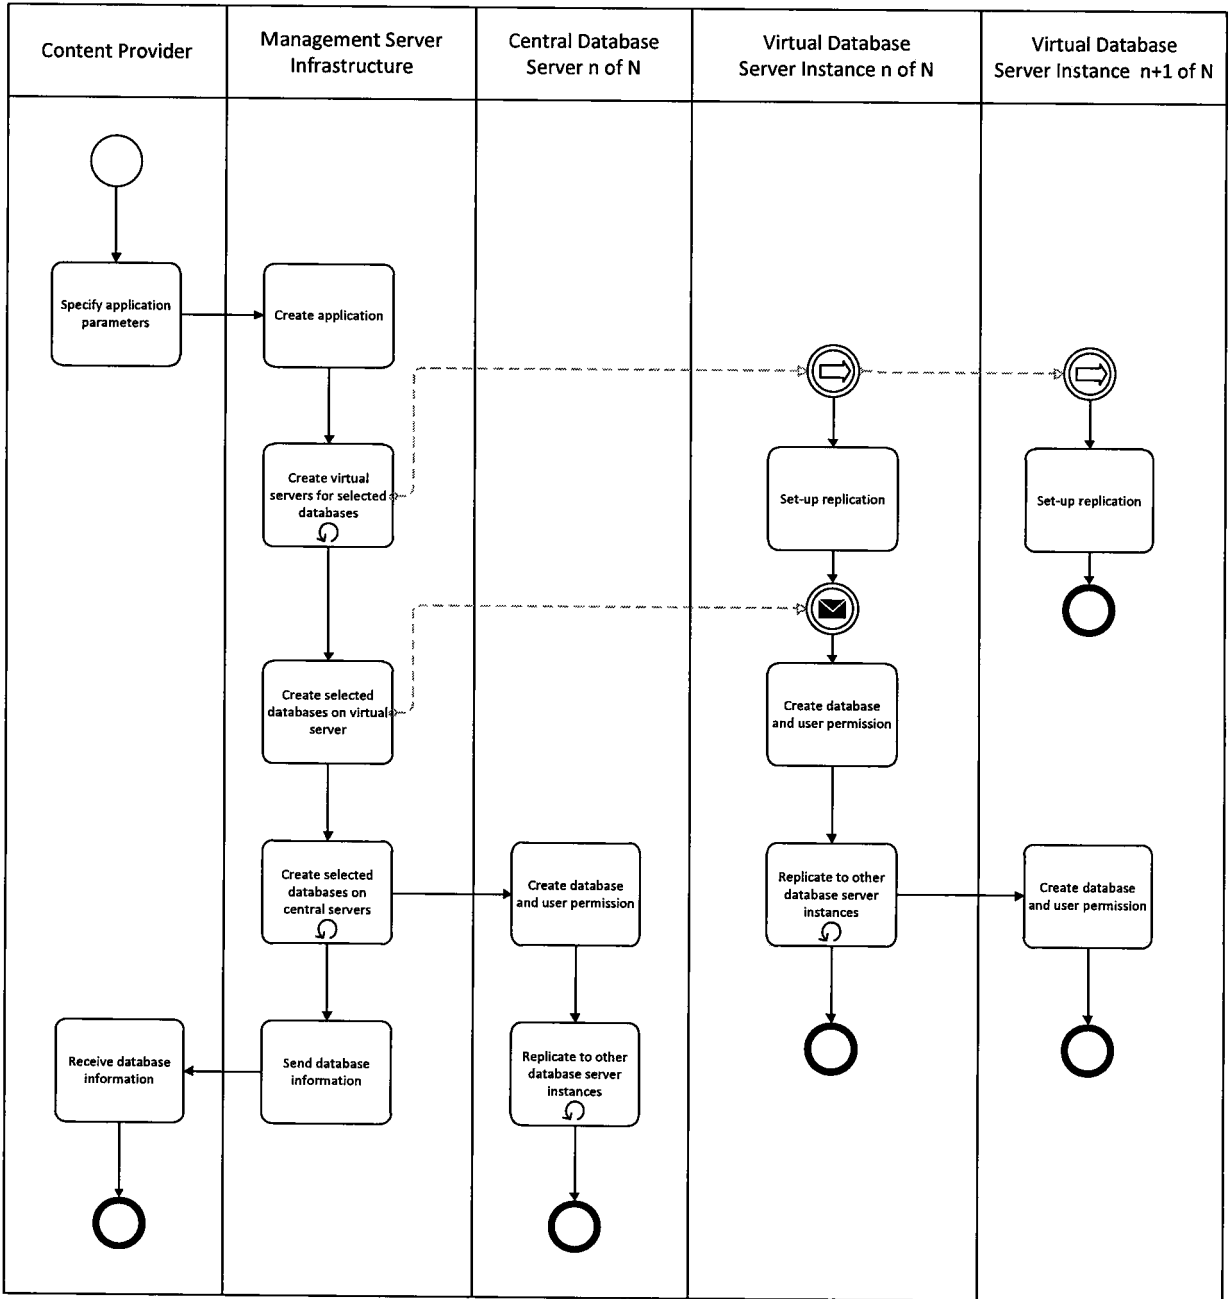 Content Provider
Management Server
Infrastructure
Central Database
Server n of N
Virtual Database
Server Instance n of N
Virtual Database
Server Instance n+1 of N
Specify application
parameters
Create application
Create virtual
servers for selected
databases
Set-up replication
Set-up replication
Create selected
databases on virtual
server
Create database
and user permission
Create selected
databases on
central servers
Create database
and user permission
Replicate to other
database server
instances
Create database
and user permission
Receive database
information
Send database
information
Replicate to other
database server
instances